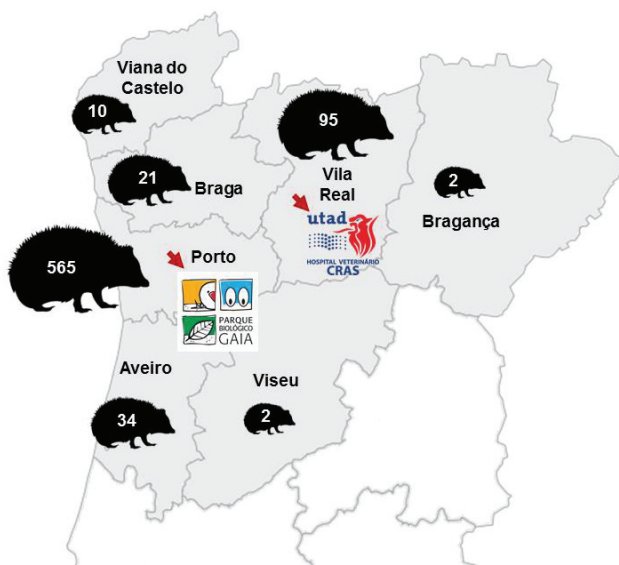 Viana do
Castelo
10
95
21
Braga
Vila
Real
2
Bragança
utad
HOSPITAL VETERINÁRIO
CRAS
565
Porto
PARQUE
BIOLÓGICO
GAIA
Aveiro
34
Viseu
2